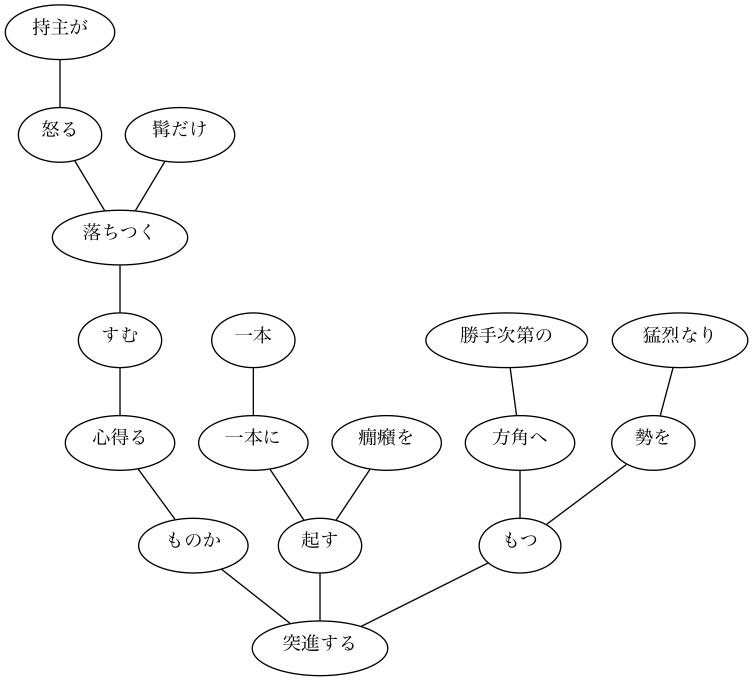 持主が
怒る
髯だけ
落ちつく
すむ
一本
勝手次第の
猛烈なり
心得る
一本に
癇癪を
方角へ
勢を
ものか
起す
もつ
突進する